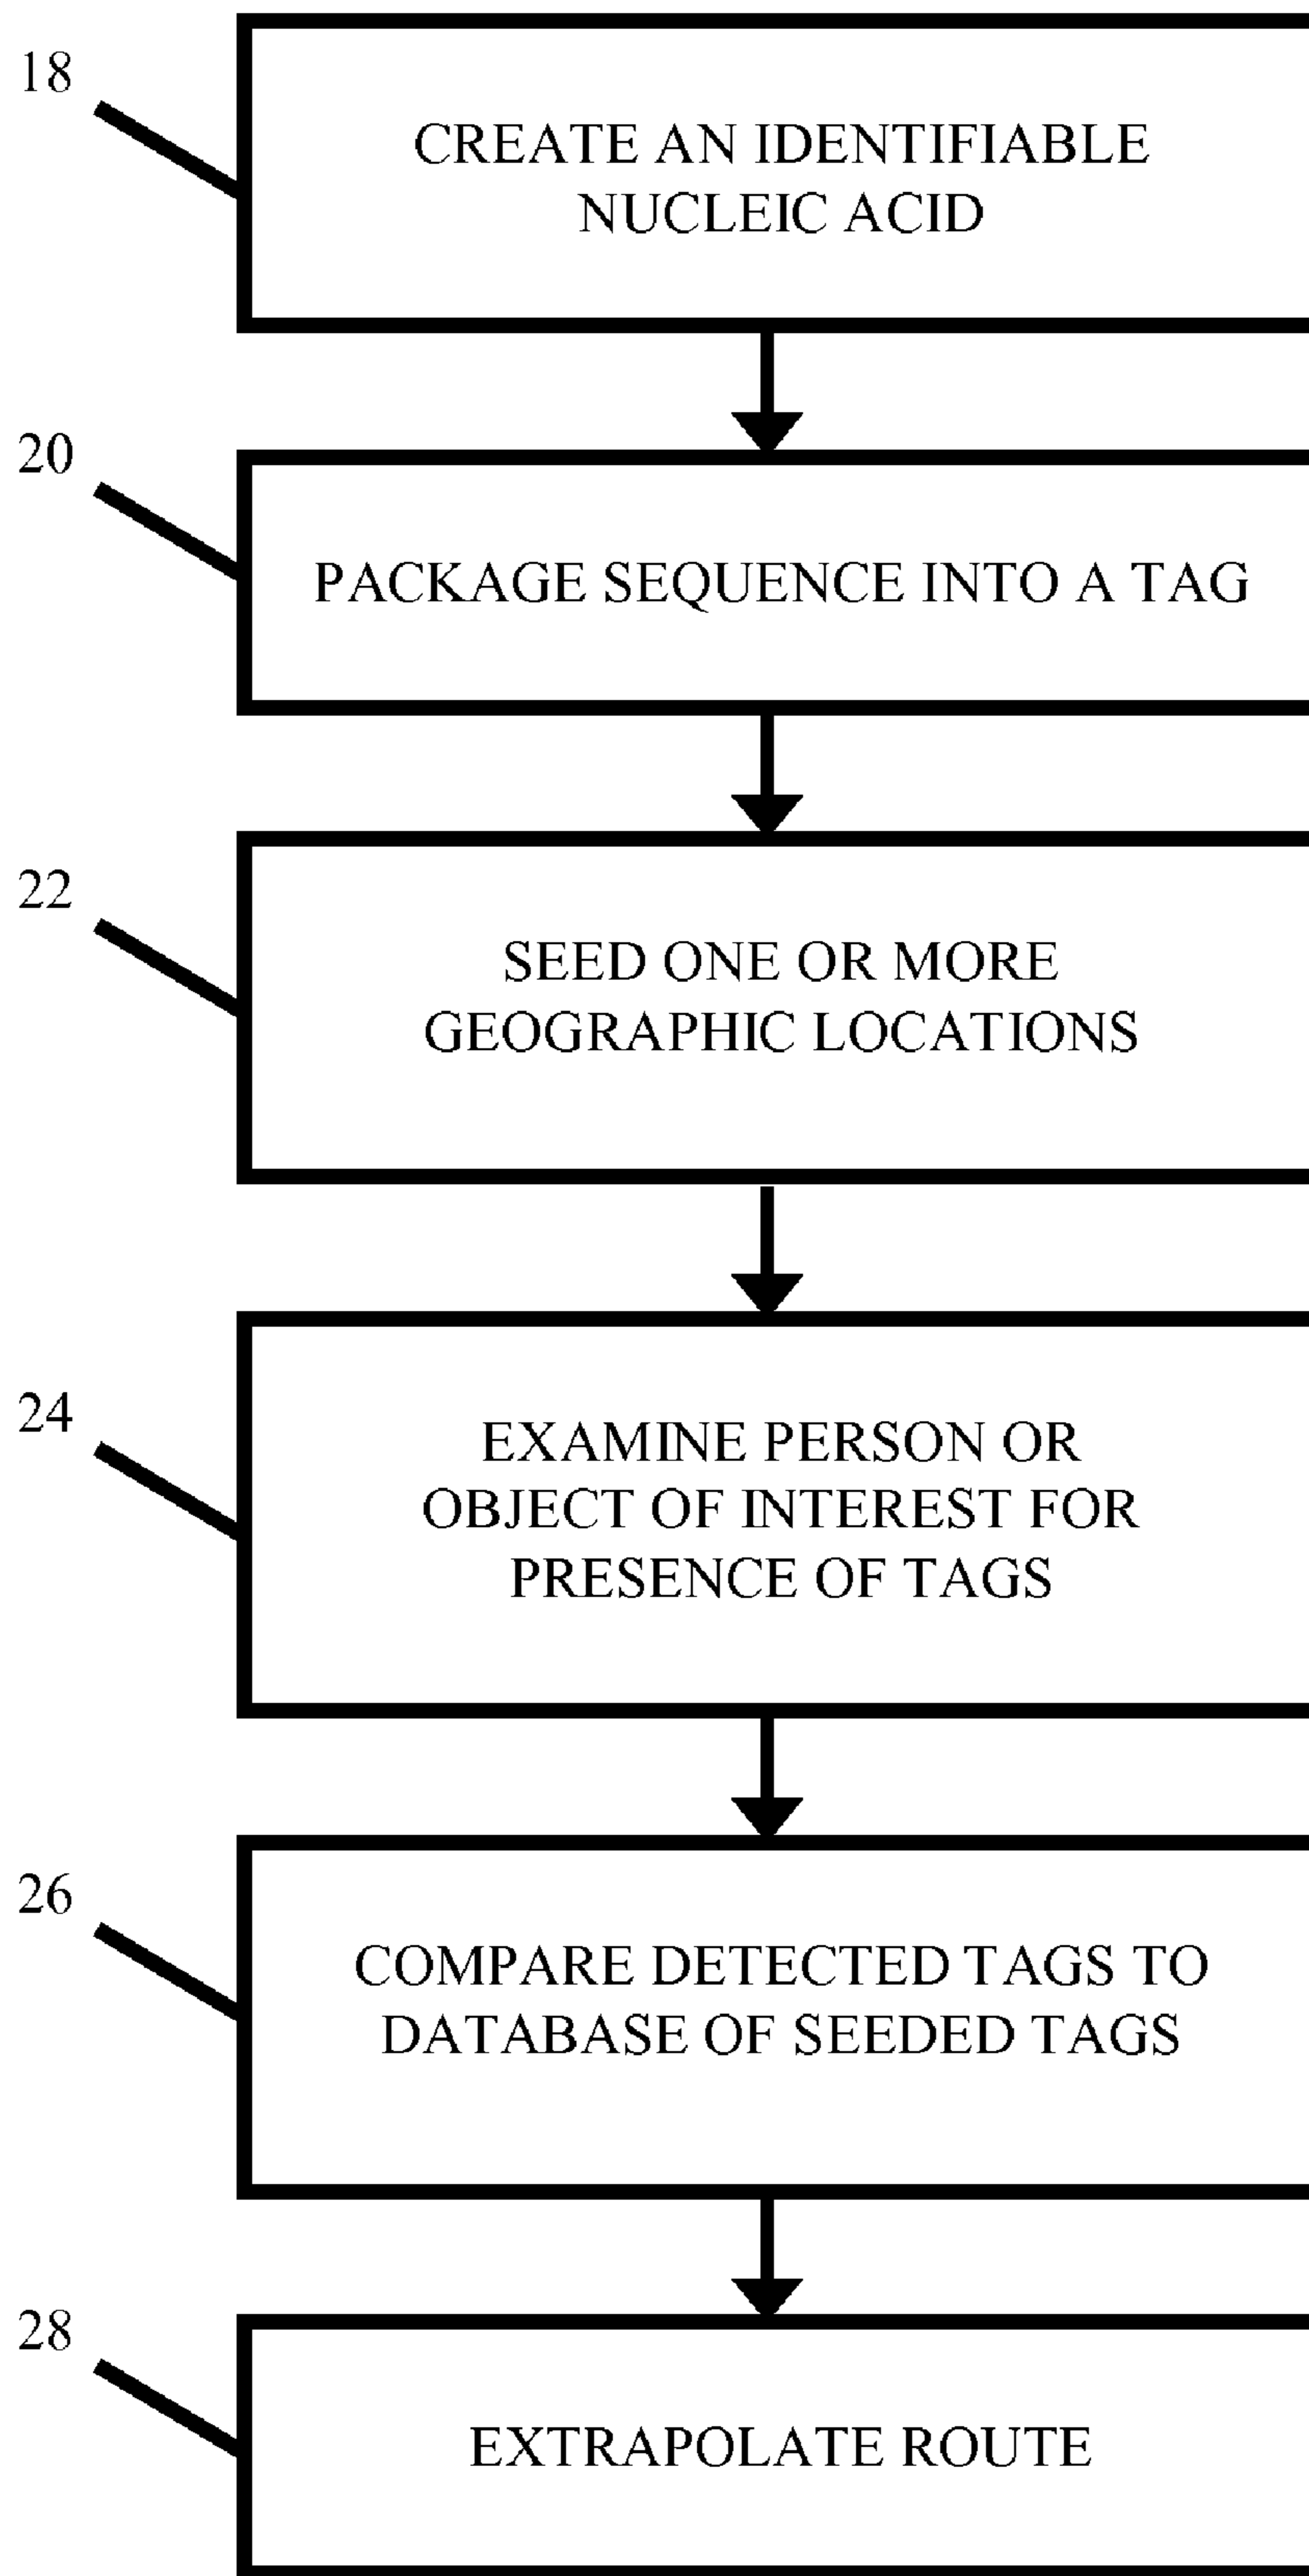 18
CREATE AN IDENTIFIABLE
NUCLEIC ACID
20
PACKAGE SEQUENCE INTO A TAG
22
SEED ONE OR MORE
GEOGRAPHIC LOCATIONS
24
EXAMINE PERSON OR
OBJECT OF INTEREST FOR
PRESENCE OF TAGS
26
COMPARE DETECTED TAGS TO
DATABASE OF SEEDED TAGS
28
EXTRAPOLATE ROUTE